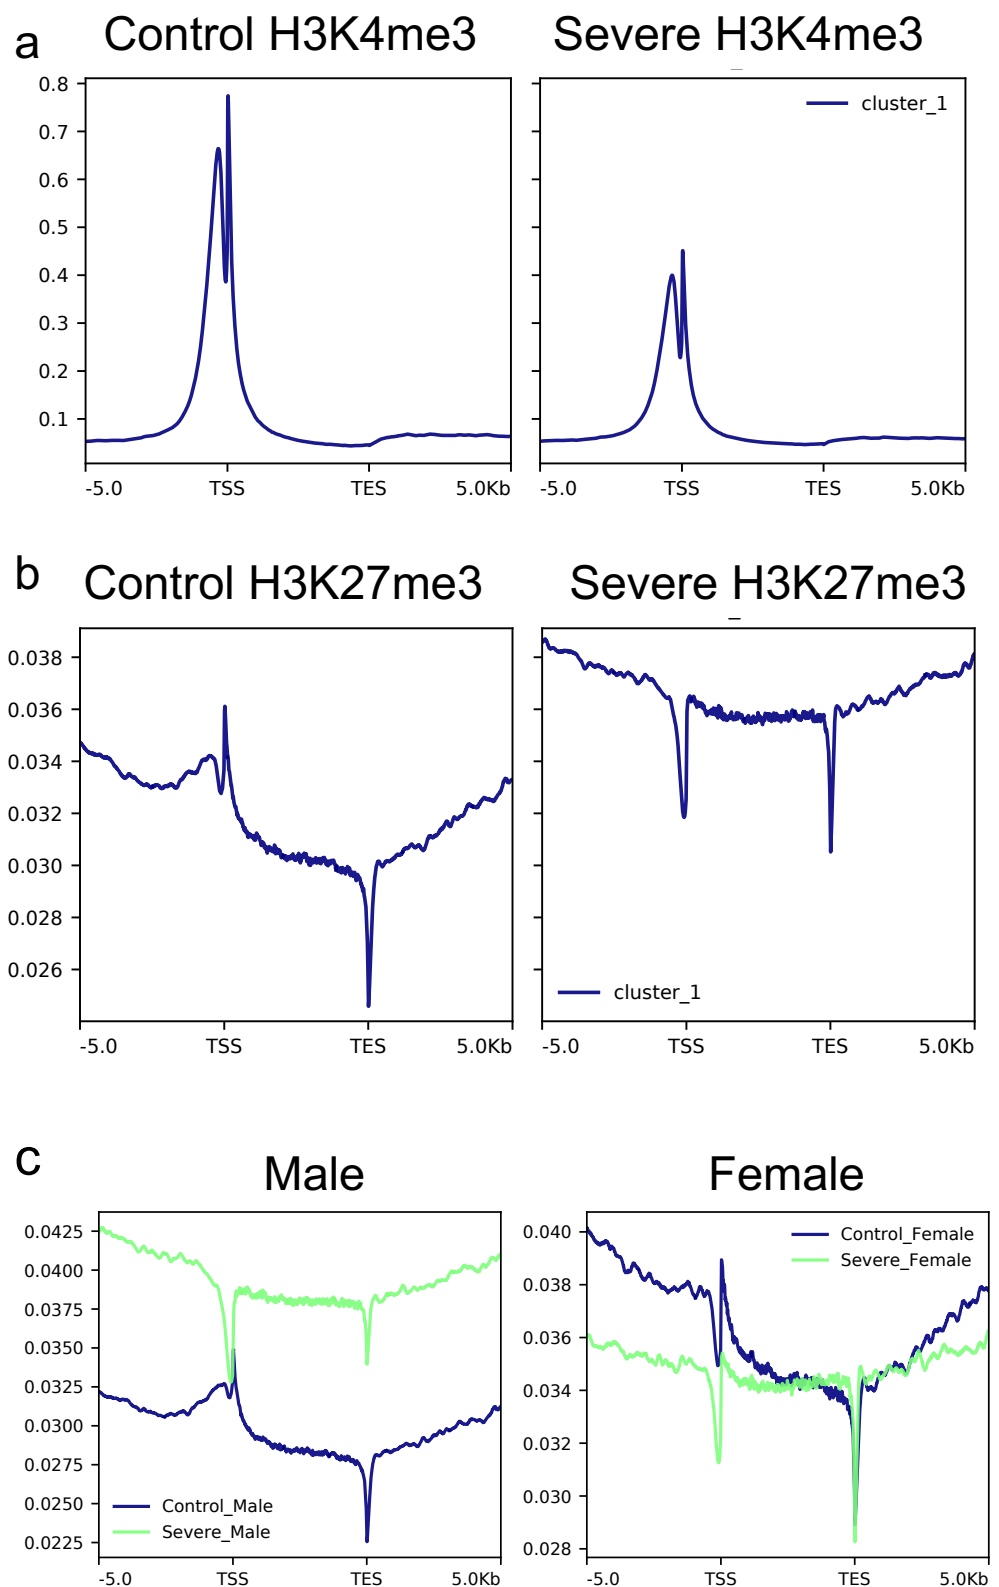 a
Control H3K4me3
Severe H3K4me3
0.8
0.7
0.6
0.5
0.4
0.3
0.2
0.1
-5.0 TSS TES 5.0Kb
cluster_1
-5.0 TSS TES 5.0Kb
b
Control H3K27me3
Severe H3K27me3
0.038
0.036
0.034
0.032
0.030
0.028
0.026
-5.0 TSS TES 5.0Kb
cluster_1
-5.0 TSS TES 5.0Kb
c
Male
Female
0.0425
0.0400
0.0375
0.0350
0.0325
0.0300
0.0275
0.0250
0.0225
Control_Male
Severe_Male
-5.0 TSS TES 5.0Kb
0.040
0.038
0.036
0.034
0.032
0.030
0.028
Control_Female
Severe_Female
-5.0 TSS TES 5.0Kb